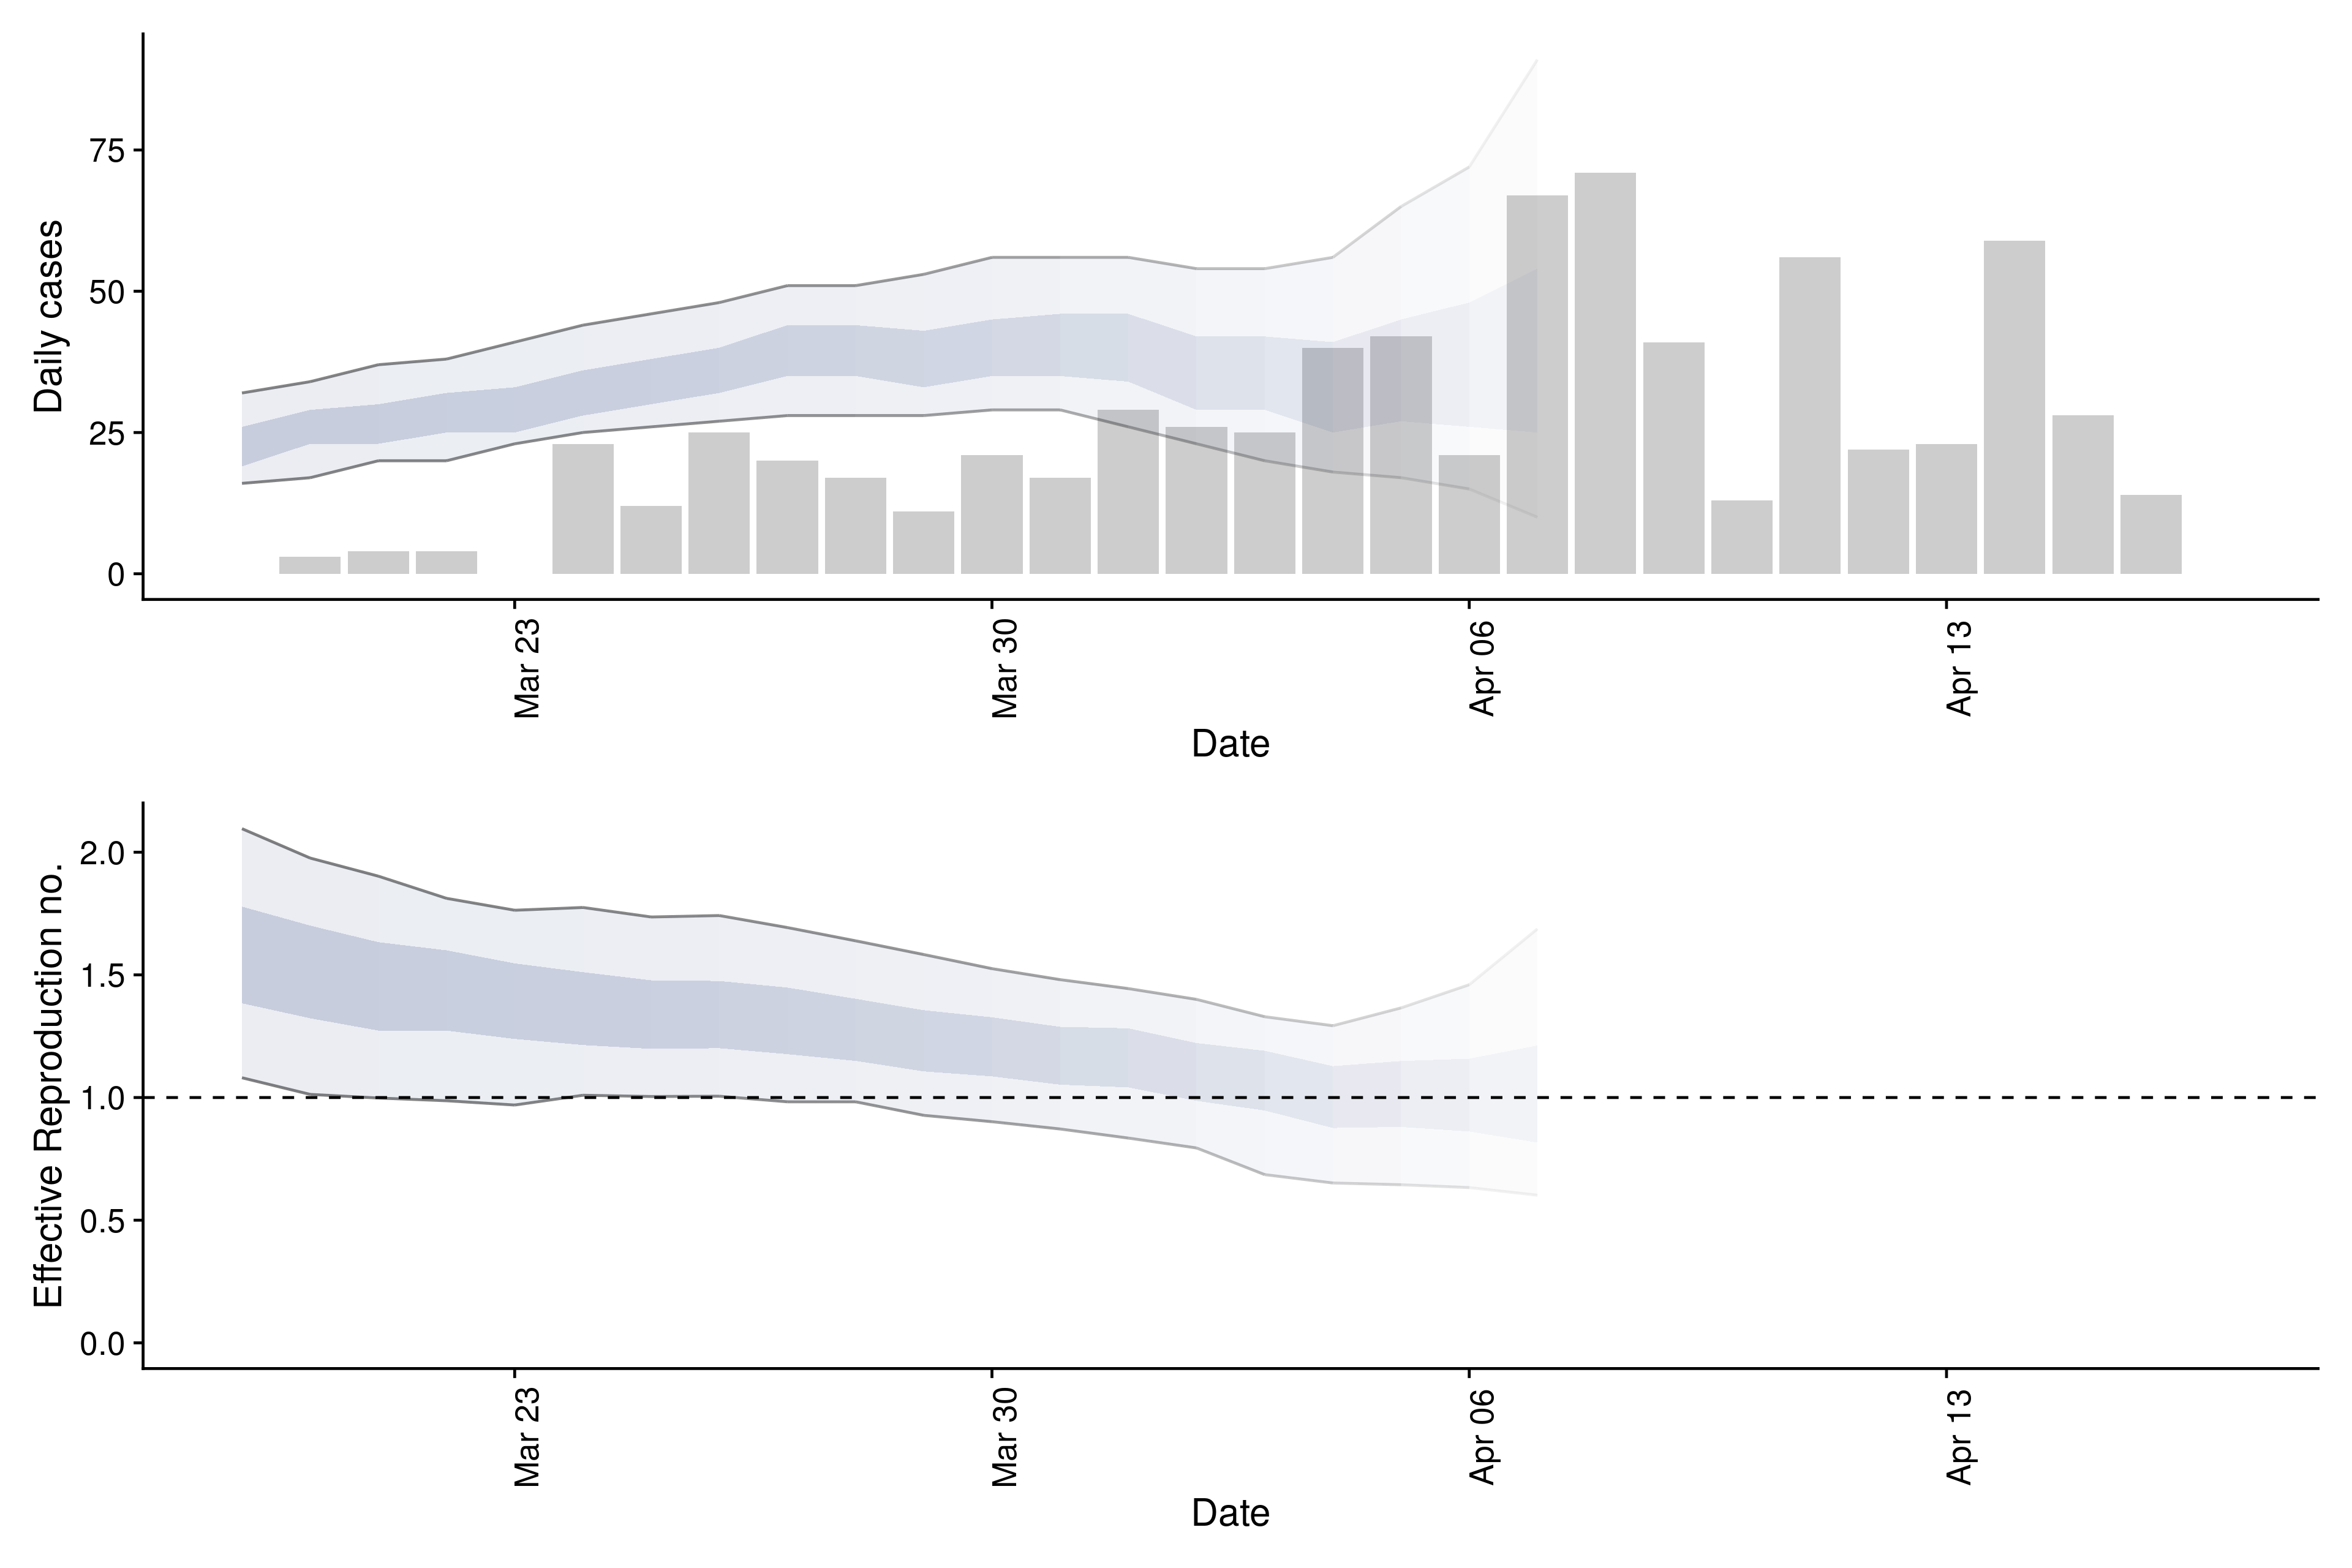 Daily cases
75
50
25
0
Mar 23
Mar 30
Apr 06
Apr 13
Date
Effective Reproduction no.
2.0
1.5
1.0
0.5
0.0
Mar 23
Mar 30
Apr 06
Apr 13
Date